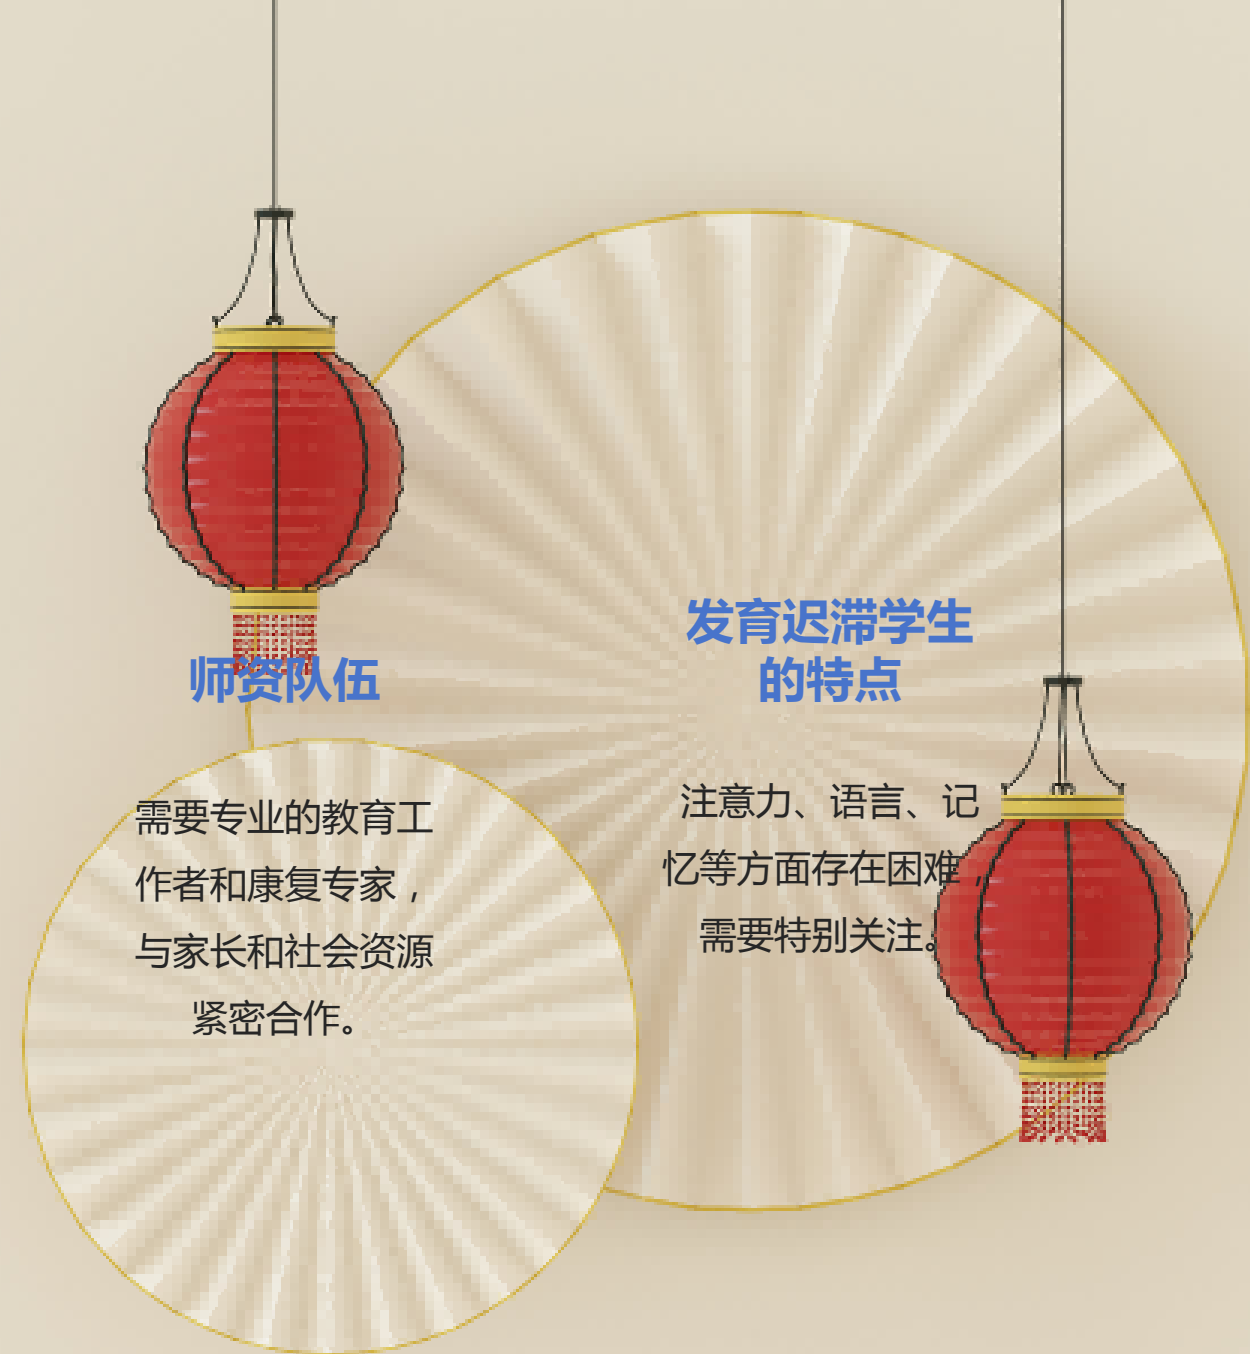 师资队伍
需要专业的教育工
作者和康复专家，
与家长和社会资源
紧密合作。
发育迟滞学生
的特点
注意力、语言、记
忆等方面存在困难，
需要特别关注。